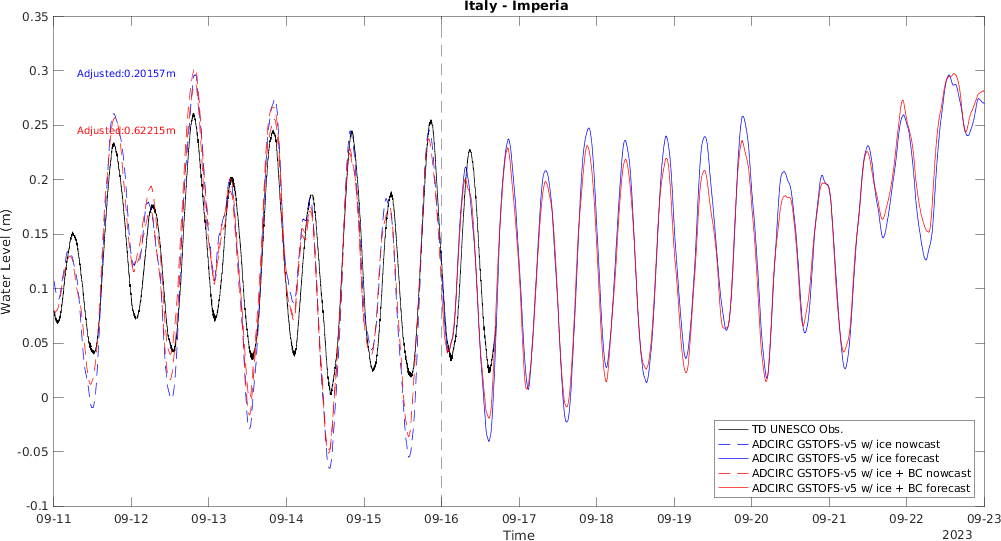 Italy - Imperia
0.35
0.3
0.25
0.2
0.15
0.1
0.05
0
-0.05
-0.1
Water Level (m)
Adjusted:0.20157m
Adjusted:0.62215m
TD UNESCO Obs.
ADCIRC GSTOFS-v5 w/ ice nowcast
ADCIRC GSTOFS-v5 w/ ice forecast
ADCIRC GSTOFS-v5 w/ ice + BC nowcast
ADCIRC GSTOFS-v5 w/ ice + BC forecast
09-11 09-12 09-13 09-14 09-15 09-16 09-17 09-18 09-19 09-20 09-21 09-22 09-23
Time
2023